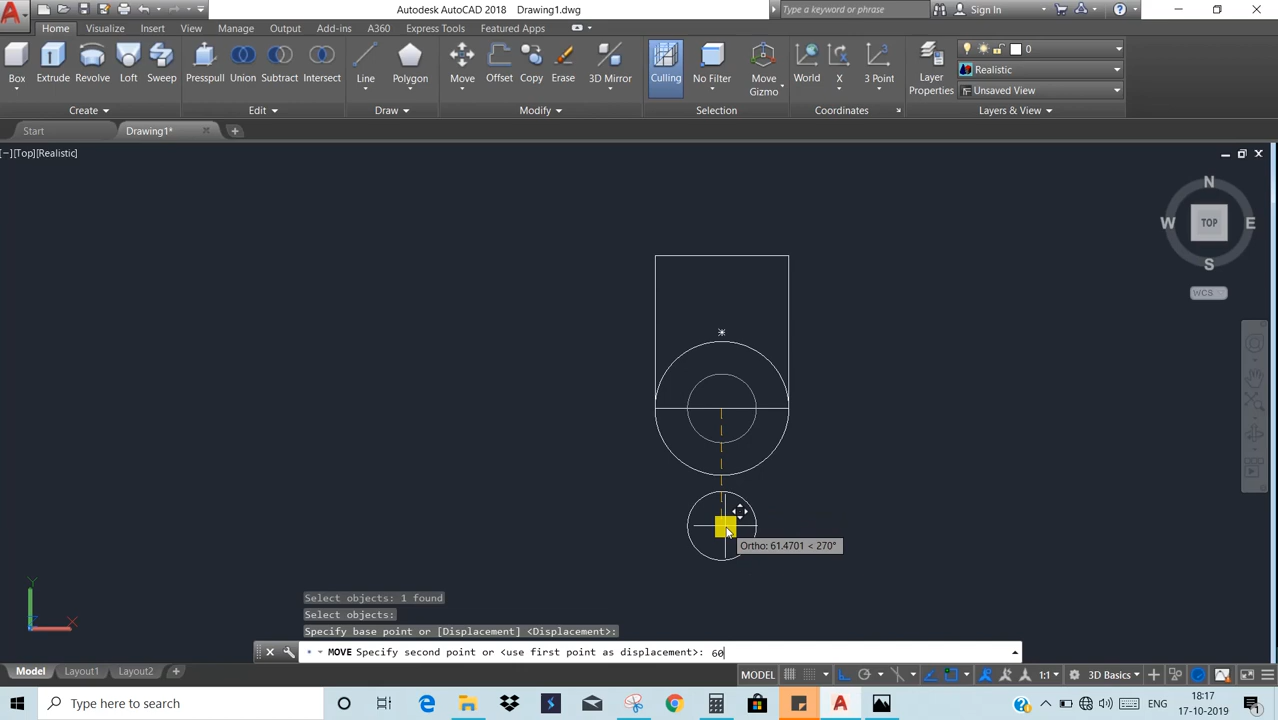 Autodesk AutoCAD 2018 Drawing1.dwg
Type a keyword or phrase
Sign In
Home Insert View Manage Output Add-ins A360 Express Tools Featured Apps
Visualize
Box Extrude Revolve Loft Sweep Presspull Union Subtract Intersect Line Polygon Move Offset Copy Erase 3D Mirror Culling No Filter Move Gizmo World X 3 Point Layer Properties
0
Realistic
Unsaved View
Create Edit Draw Modify Selection Coordinates Layers & View
Start Drawing1*
[−][Top][Realistic]
N
W TOP E
S
WCS
Ortho: 61.4701 < 270°
Y
X
Select objects: 1 found
Select objects:
Specify base point or [Displacement] <Displacement>:
MOVE Specify second point or <use first point as displacement>: 60
Model Layout1 Layout2 MODEL 1:1 3D Basics
Type here to search
ENG
18:17
17-10-2019
1